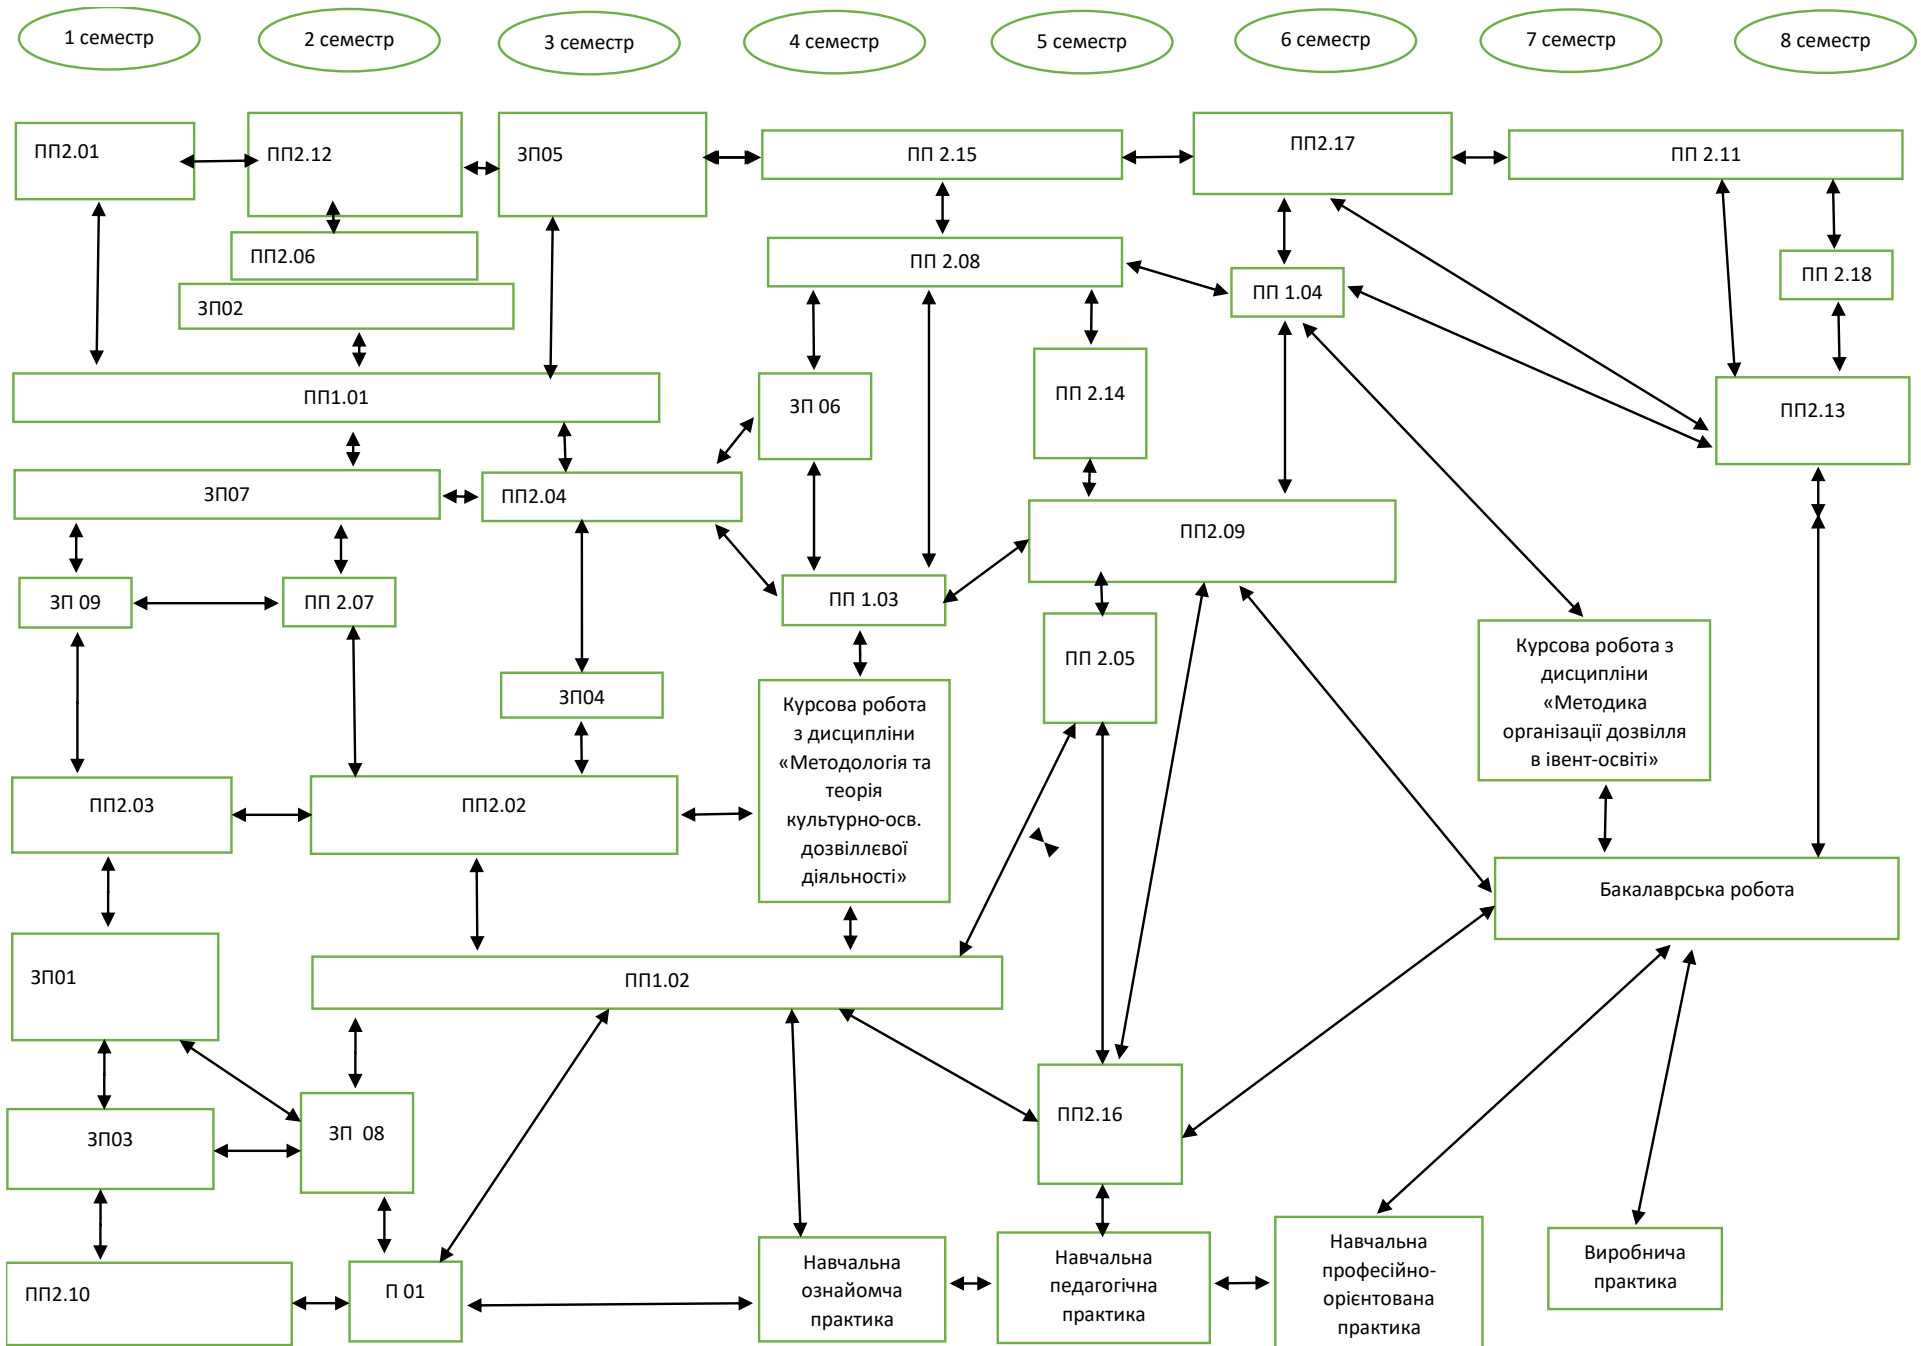 1 семестр
2 семестр
3 семестр
4 семестр
5 семестр
6 семестр
7 семестр
8 семестр
ПП2.01
ПП2.12
ЗП05
ПП 2.15
ПП2.17
ПП 2.11
ПП2.06
ПП 2.08
ПП 1.04
ПП 2.18
ЗП02
ПП1.01
ЗП 06
ПП 2.14
ПП2.13
ЗП07
ПП2.04
ПП2.09
ЗП 09
ПП 2.07
ПП 1.03
ПП 2.05
ЗП04
Курсова робота
з дисципліни
«Методологія та
теорія
культурно-осв.
дозвіллєвої
діяльності»
Курсова робота з
дисципліни
«Методика
організації дозвілля
в івент-освіті»
ПП2.03
ПП2.02
Бакалаврська робота
ЗП01
ПП1.02
ЗП03
ЗП  08
ПП2.16
ПП2.10
П 01
Навчальна
ознайомча
практика
Навчальна
педагогічна
практика
Навчальна
професійно-
орієнтована
практика
Виробнича
практика